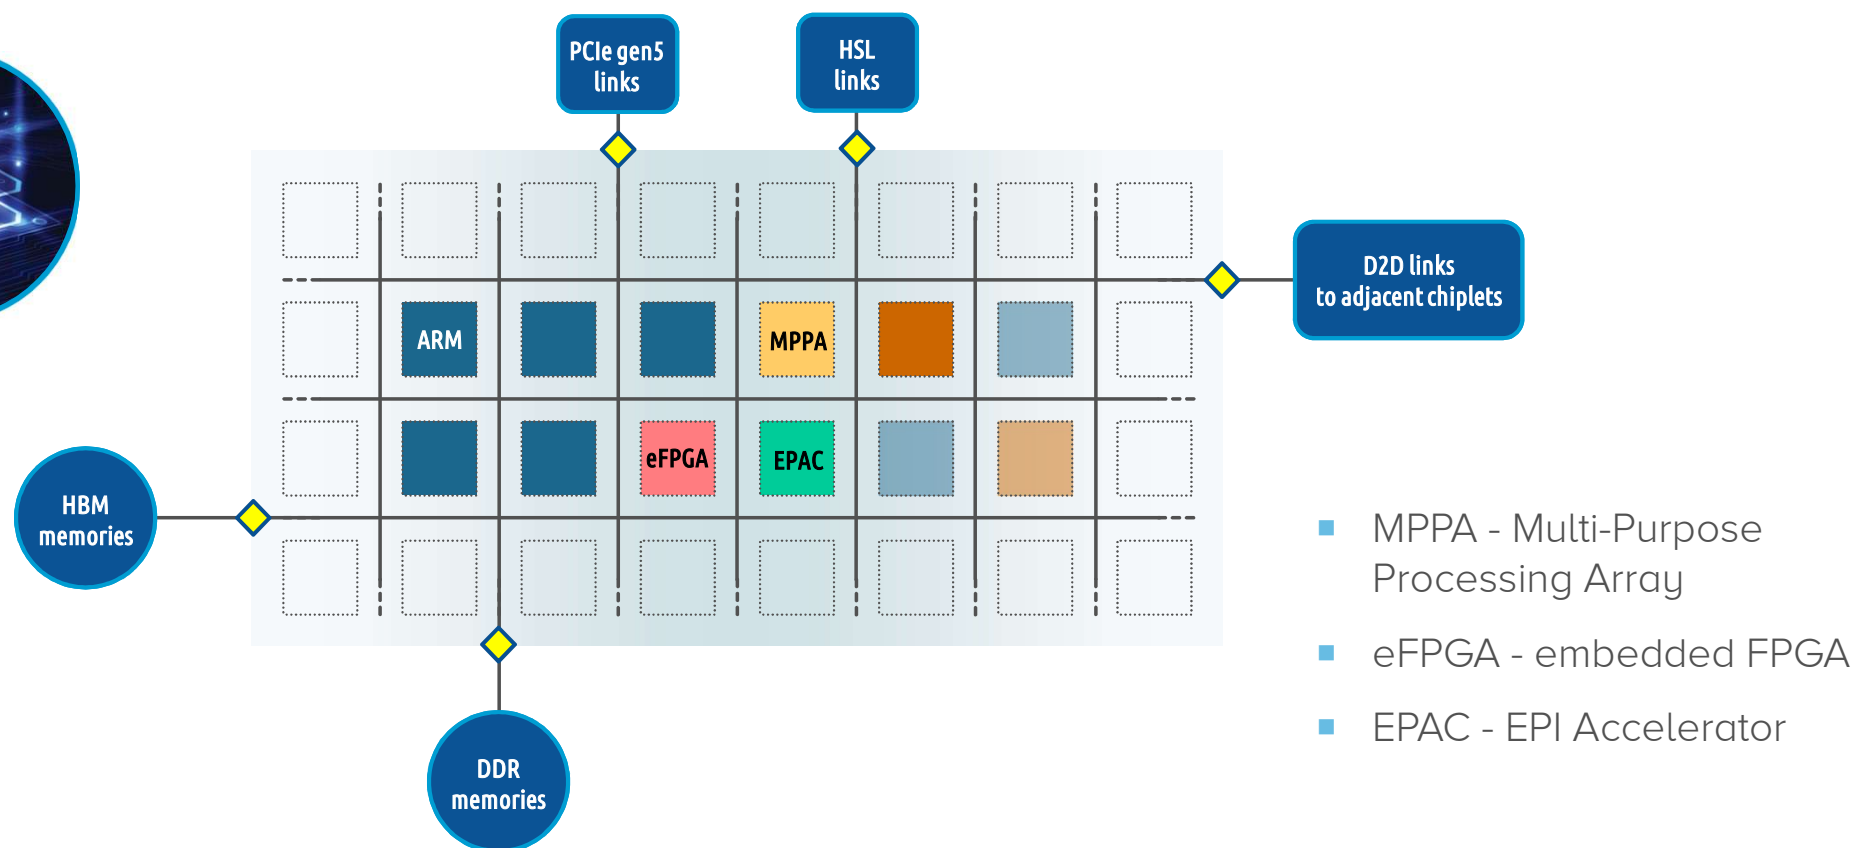 PCIe gen5
links
HSL
links
D2D links
to adjacent chiplets
ARM
MPPA
eFPGA
EPAC
HBM
memories
DDR
memories
MPPA - Multi-Purpose
Processing Array
eFPGA - embedded FPGA
EPAC - EPI Accelerator